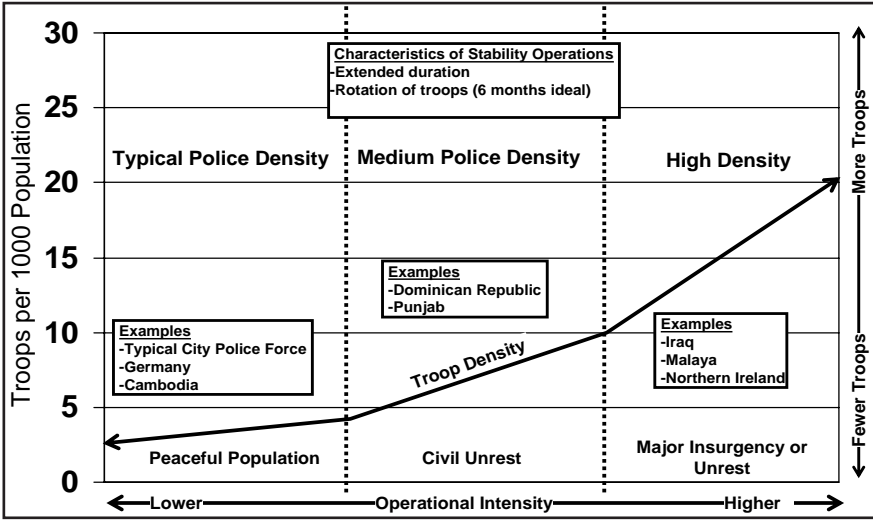 30
25
20
15
10
5
0
Troops per 1000 Population
Characteristics of Stability Operations
-Extended duration
-Rotation of troops (6 months ideal)
Typical Police Density
Medium Police Density
High Density
Examples
-Dominican Republic
-Punjab
Examples
-Typical City Police Force
-Germany
-Cambodia
Examples
-Iraq
-Malaya
-Northern Ireland
Troop Density
Peaceful Population
Civil Unrest
Major Insurgency or
Unrest
Lower
Operational Intensity
Higher
More Troops
Fewer Troops